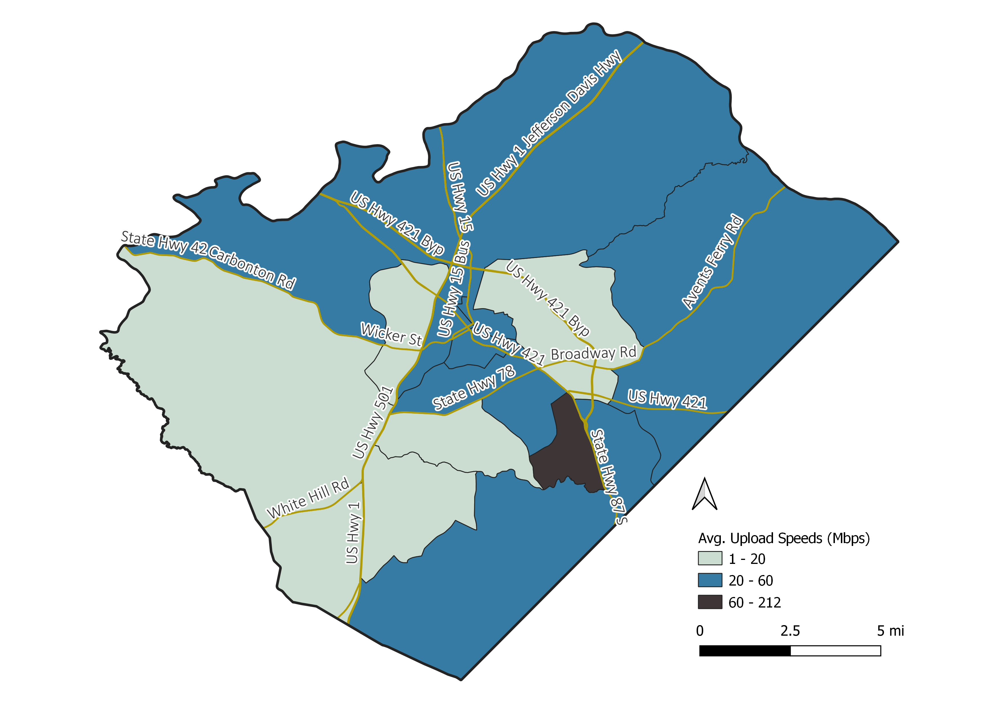 US Hwy 1 Jefferson Davis Hwy
US Hwy 15
US Hwy 421 Byp
State Hwy 42
Carbonton Rd
US Hwy 15 Bus
US Hwy 421 Byp
Avents Ferry Rd
Wicker St
US Hwy 421
Broadway Rd
State Hwy 78
US Hwy 501
US Hwy 421
State Hwy 87 S
White Hill Rd
US Hwy 1
Avg. Upload Speeds (Mbps)
1 - 20
20 - 60
60 - 212
0 2.5 5 mi